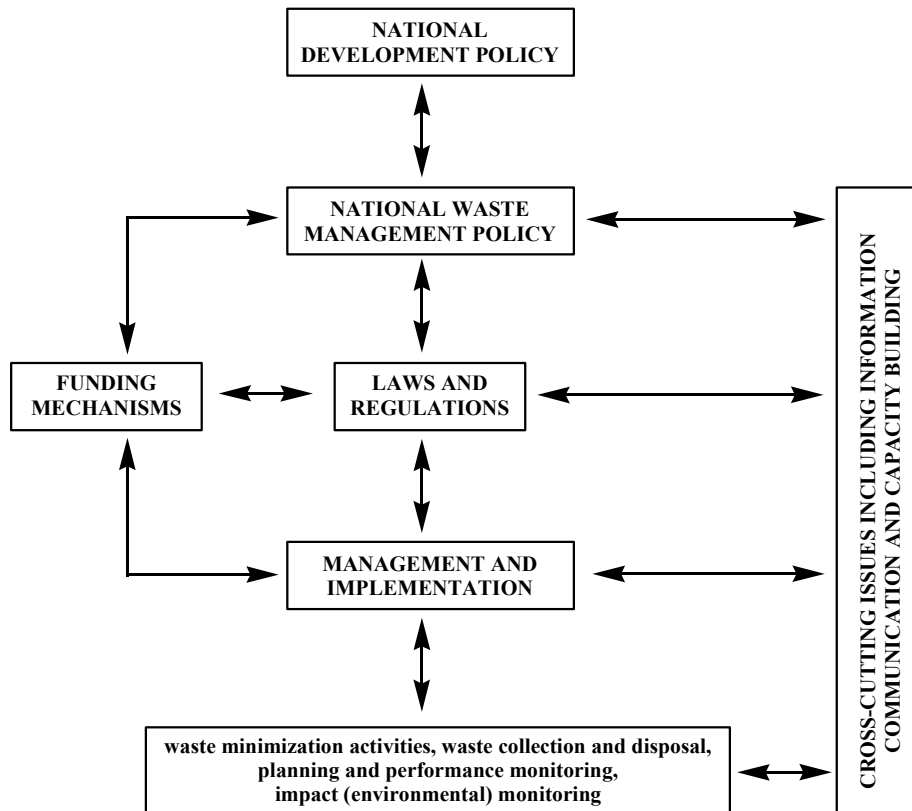 NATIONAL
DEVELOPMENT POLICY
NATIONAL WASTE
MANAGEMENT POLICY
FUNDING
MECHANISMS
LAWS AND
REGULATIONS
MANAGEMENT AND
IMPLEMENTATION
waste minimization activities, waste collection and disposal,
planning and performance monitoring,
impact (environmental) monitoring
CROSS-CUTTING ISSUES INCLUDING INFORMATION
COMMUNICATION AND CAPACITY BUILDING